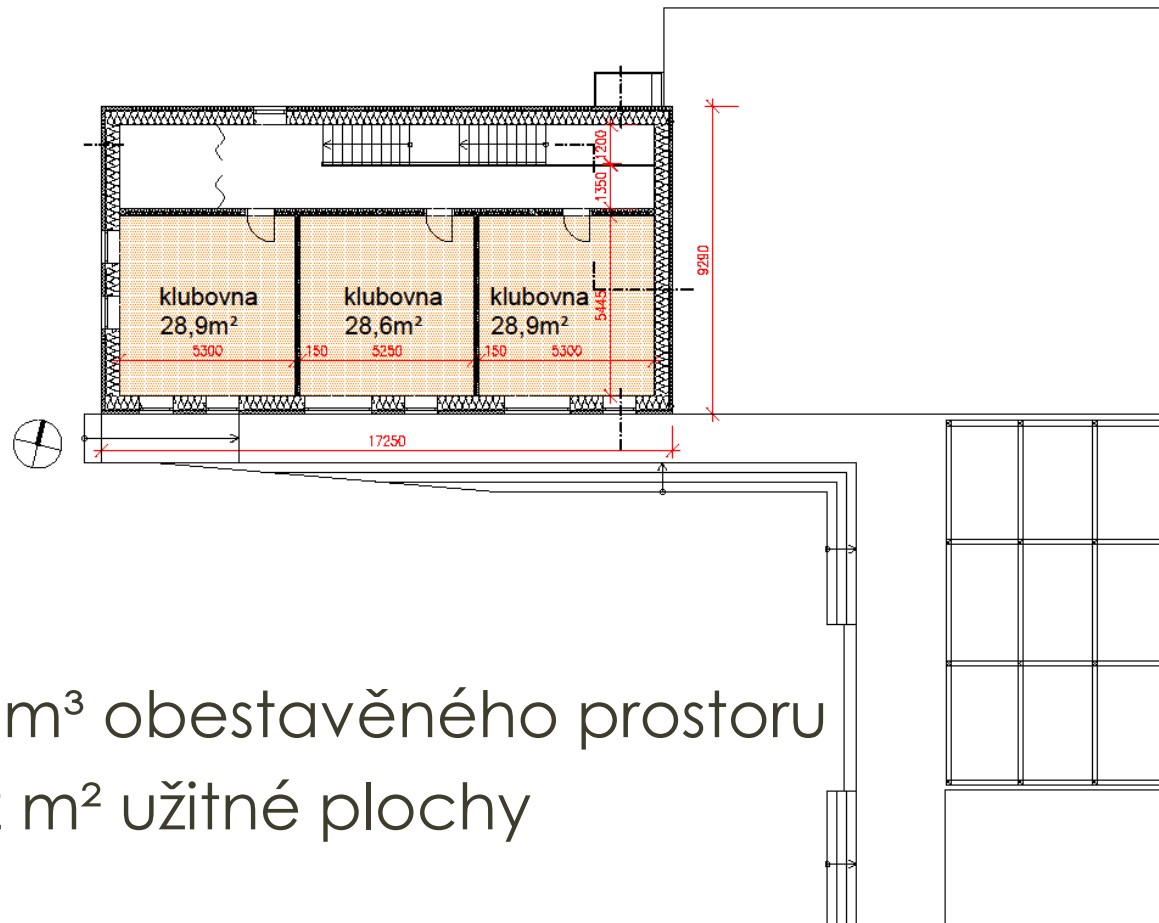 1200
1350
9290
klubovna
28,9m²
klubovna
28,6m²
klubovna
28,9m²
5445
5300
150
5250
150
5300
17250
m³ obestavěného prostoru
m² užitné plochy